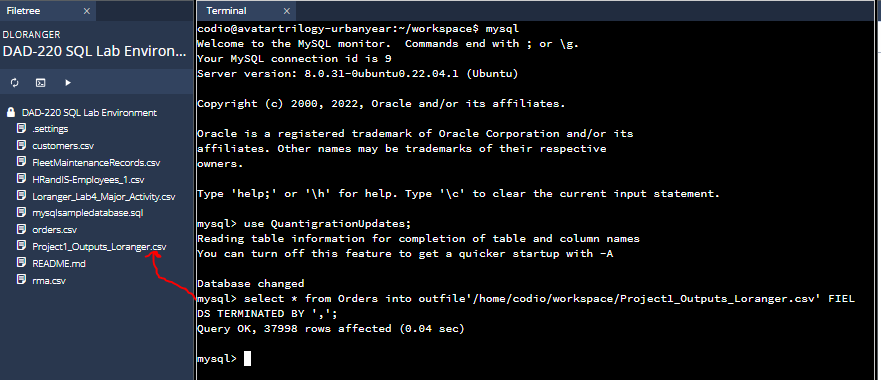 Filetree ×
DLORANGER
DAD-220 SQL Lab Environ...
DAD-220 SQL Lab Environment
.settings
customers.csv
FleetMaintenanceRecords.csv
HRandIS-Employees_1.csv
Loranger_Lab4_Major_Activity.csv
mysqlsampledatabase.sql
orders.csv
Project1_Outputs_Loranger.csv
README.md
rma.csv
Terminal ×
codio@avatartrilogy-urbanyear:~/workspace$ mysql
Welcome to the MySQL monitor.  Commands end with ; or \g.
Your MySQL connection id is 9
Server version: 8.0.31-0ubuntu0.22.04.1 (Ubuntu)
Copyright (c) 2000, 2022, Oracle and/or its affiliates.
Oracle is a registered trademark of Oracle Corporation and/or its
affiliates. Other names may be trademarks of their respective
owners.
Type 'help;' or '\h' for help. Type '\c' to clear the current input statement.
mysql> use QuantigrationUpdates;
Reading table information for completion of table and column names
You can turn off this feature to get a quicker startup with -A
Database changed
mysql> select * from Orders into outfile'/home/codio/workspace/Project1_Outputs_Loranger.csv' FIEL
DS TERMINATED BY ',';
Query OK, 37998 rows affected (0.04 sec)
mysql>